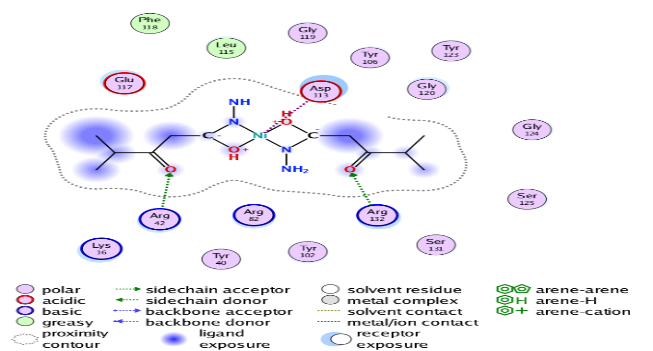 Phe
118
Leu
115
Gly
119
Tyr
106
Tyr
123
Glu
117
Asp
113
Gly
120
Gly
124
Ser
125
NH
N
H
O
C
-
Ni
C
-
O
+
H
N
NH2
O
O
Arg
42
Arg
82
Arg
132
Lys
16
Tyr
40
Tyr
102
Ser
131
polar
acidic
basic
greasy
proximity
contour
sidechain acceptor
sidechain donor
backbone acceptor
backbone donor
ligand
exposure
solvent residue
metal complex
solvent contact
metal/ion contact
receptor
exposure
arene-arene
H arene-H
+ arene-cation